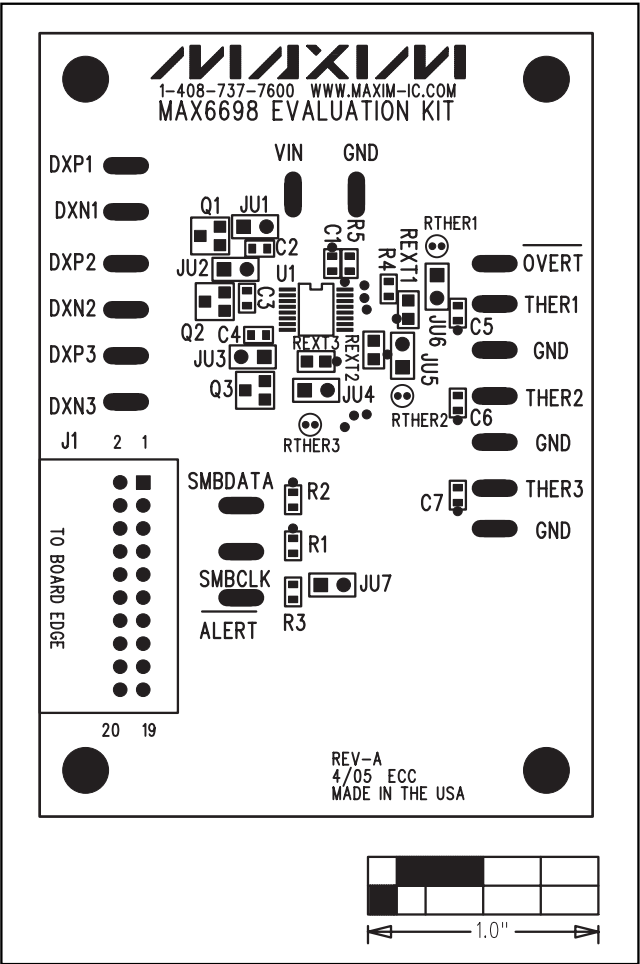 MAXIM
1-408-737-7600 WWW.MAXIM-IC.COM
MAX6698 EVALUATION KIT
VIN
GND
DXP1
DXN1
DXP2
DXN2
DXP3
DXN3
Q1
JU1
C2
JU2
U1
C1
R5
R4
REXT1
RTHER1
Q2
C3
C4
JU3
Q3
REXT3
REXT2
JU4
JU6
JU5
C5
RTHER2
RTHER3
C6
OVERT
THER1
GND
THER2
GND
THER3
GND
C7
J1
2 1
TO BOARD EDGE
20 19
SMBDATA
R2
R1
SMBCLK
ALERT
R3
JU7
REV-A
4/05 ECC
MADE IN THE USA
1.0"